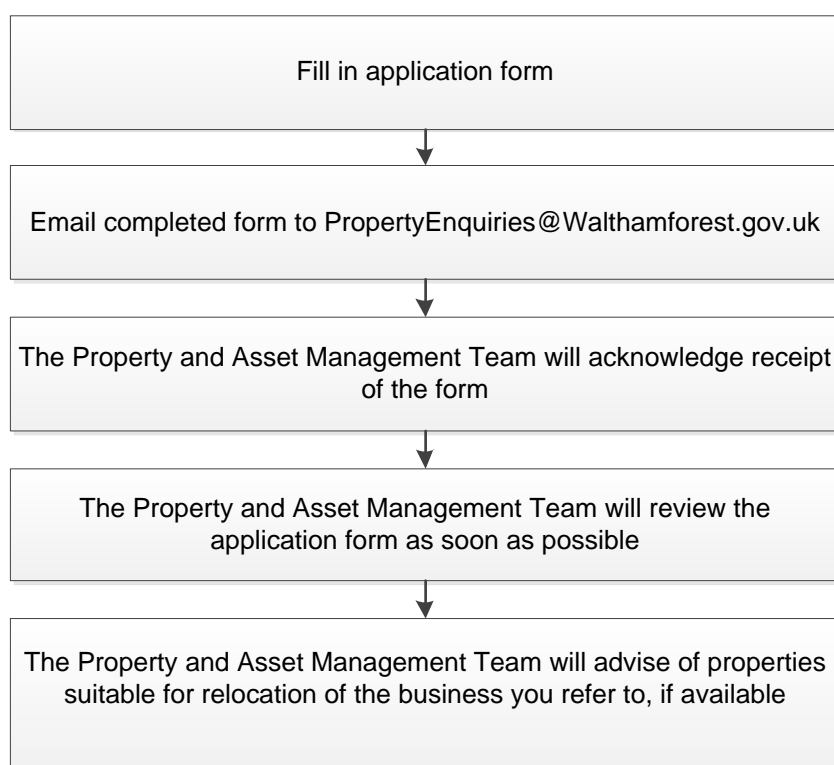 Fill in application form
Email completed form to PropertyEnquiries@Walthamforest.gov.uk
The Property and Asset Management Team will acknowledge receipt
of the form
The Property and Asset Management Team will review the
application form as soon as possible
The Property and Asset Management Team will advise of properties
suitable for relocation of the business you refer to, if available